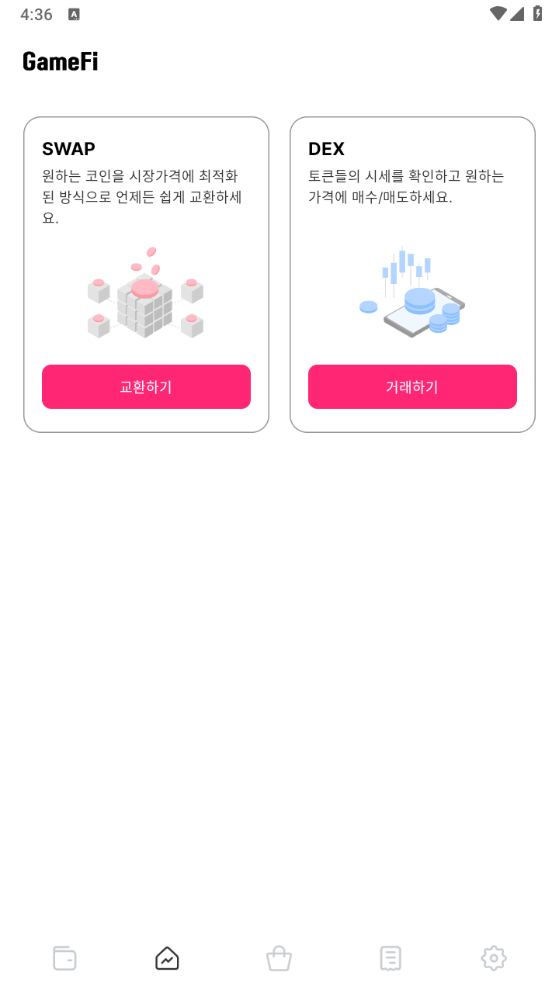 4:36
GameFi
SWAP
원하는 코인을 시장가격에 최적화
된 방식으로 언제든 쉽게 교환하세
요.
교환하기
DEX
토큰들의 시세를 확인하고 원하는
가격에 매수/매도하세요.
거래하기